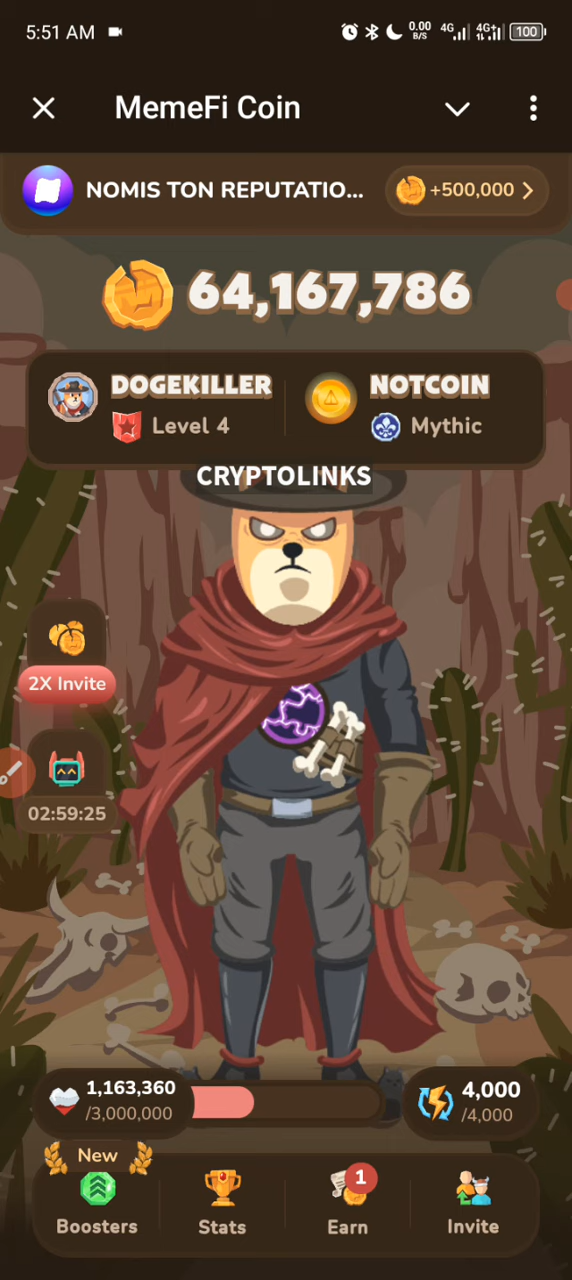 5:51 AM
0.00
B/S
4G
4G+
100
MemeFi Coin
NOMIS TON REPUTATIO...
+500,000
64,167,786
DOGEKILLER
NOTCOIN
Level 4
Mythic
CRYPTOLINKS
2X Invite
02:59:25
1,163,360
/3,000,000
4,000
/4,000
New
1
Boosters
Stats
Earn
Invite